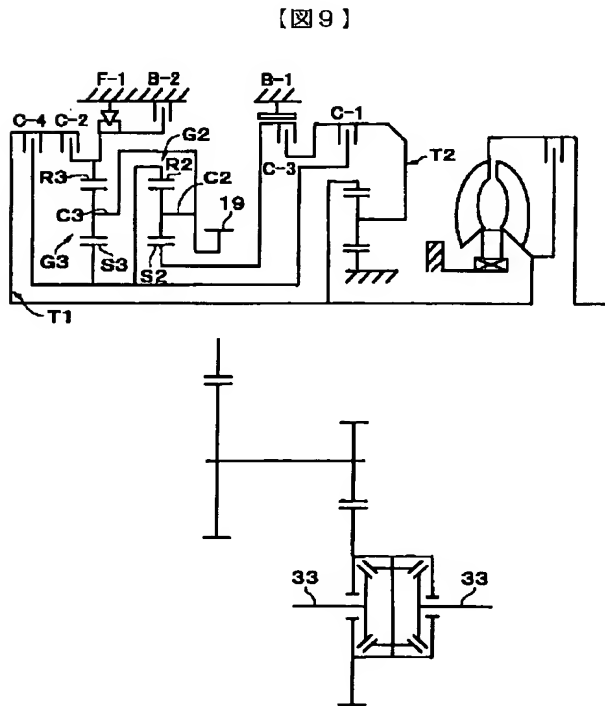 【図9】
F-1 B-2 B-1
C-4 C-2 C-1
G2
R3 R2 C-3 T2
C3 C2 19
G3 S3 S2
T1
33 33